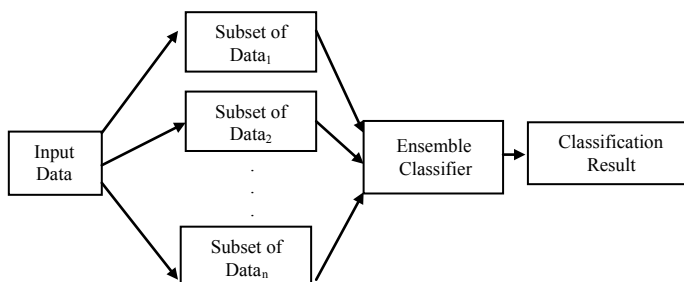 Input
Data
Subset of
Data₁
Subset of
Data₂
.
.
.
Subset of
Dataₙ
Ensemble
Classifier
Classification
Result